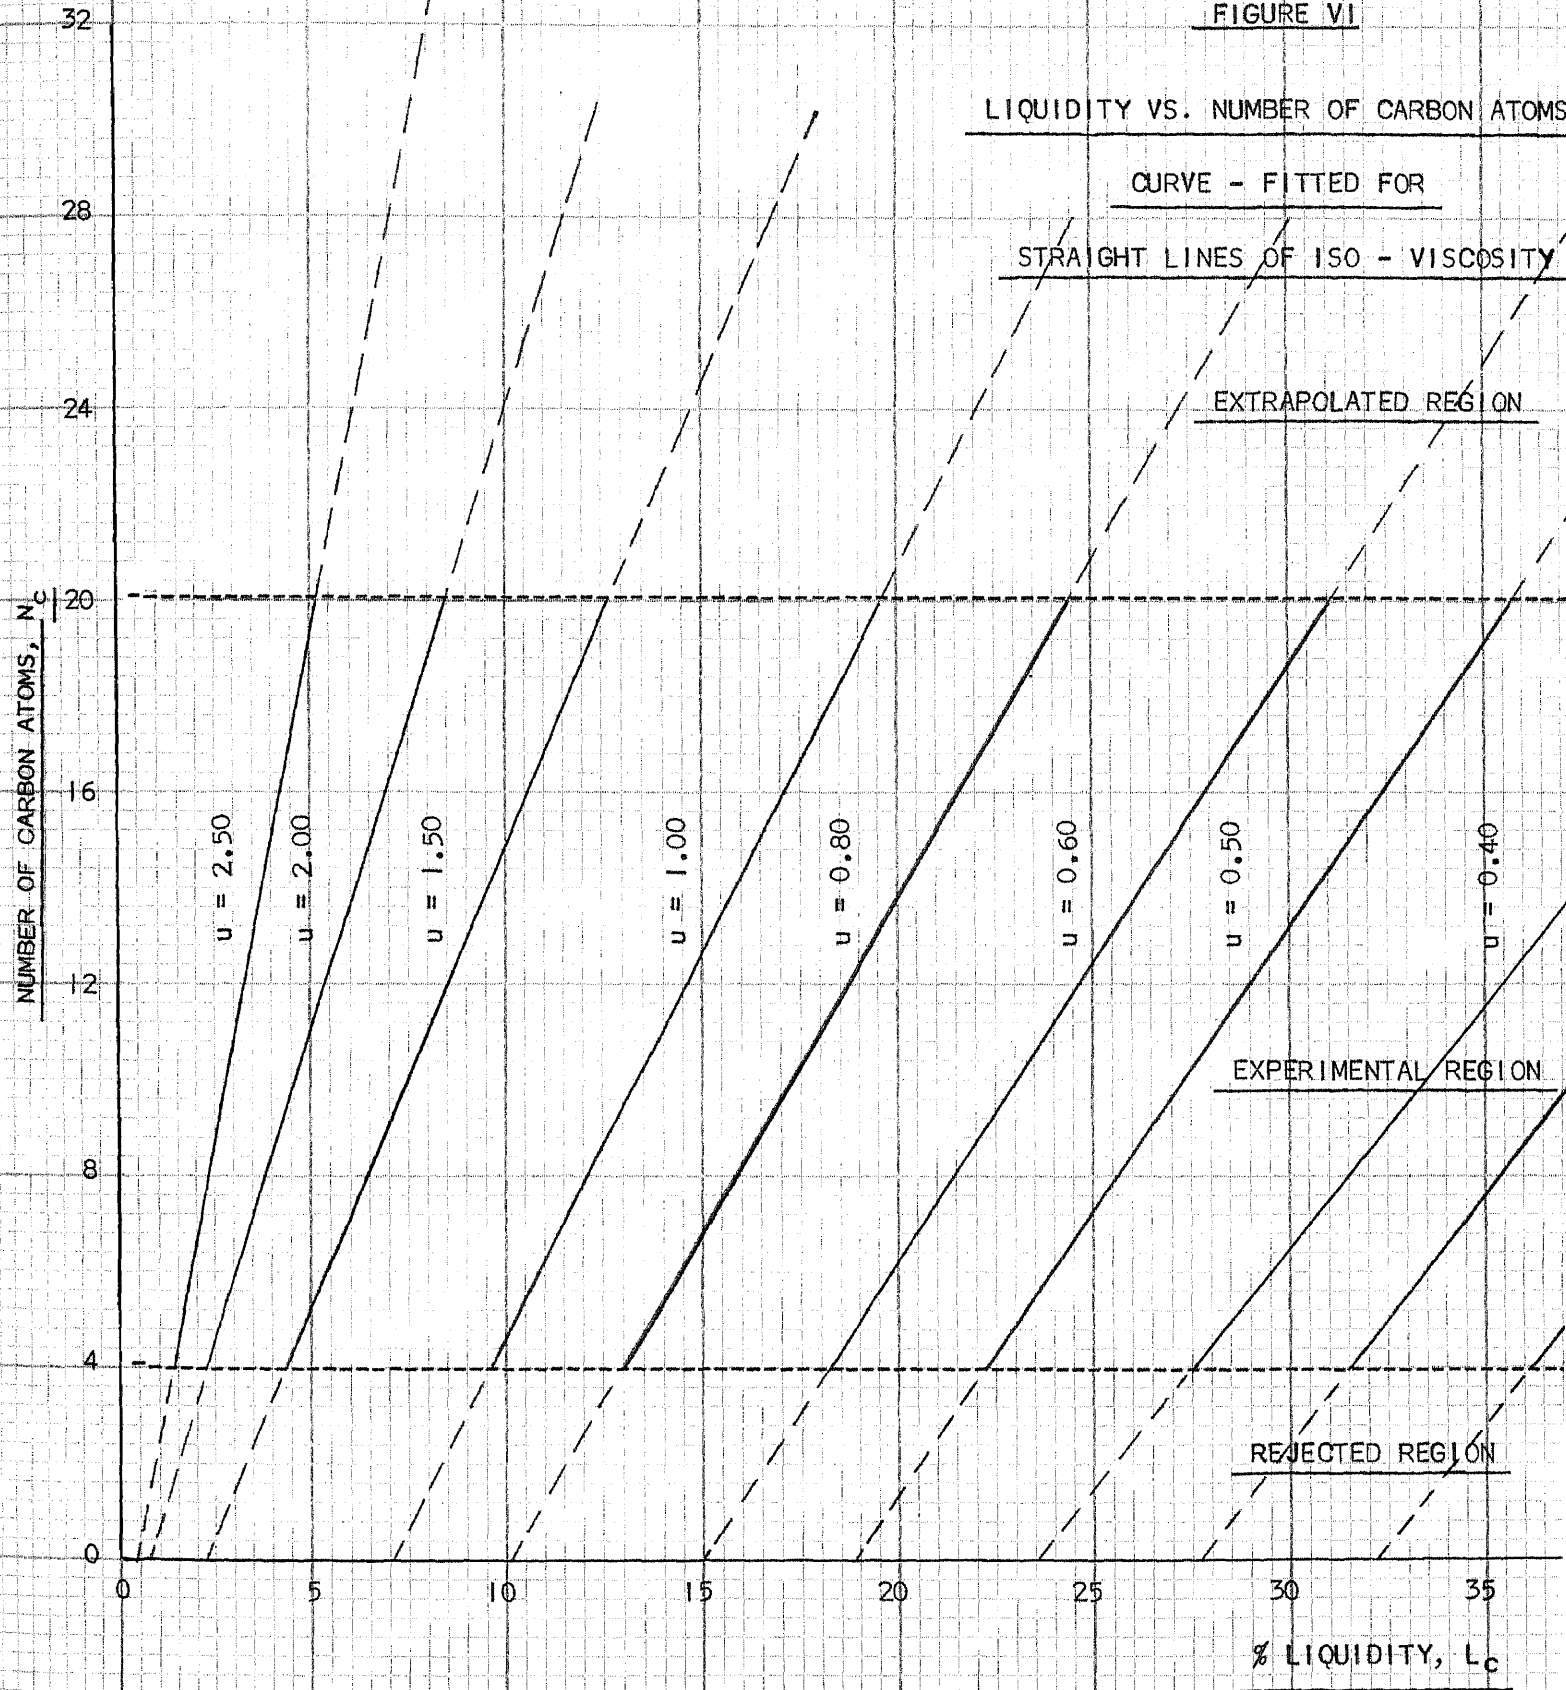 FIGURE VI
LIQUIDITY VS. NUMBER OF CARBON ATOMS
CURVE - FITTED FOR
STRAIGHT LINES OF ISO - VISCOSITY
EXTRAPOLATED REGION
EXPERIMENTAL REGION
REJECTED REGION
NUMBER OF CARBON ATOMS, Nc
32
28
24
20
16
12
8
4
0
u = 2.50
u = 2.00
u = 1.50
u = 1.00
u = 0.80
u = 0.60
u = 0.50
u = 0.40
0 5 10 15 20 25 30 35
% LIQUIDITY, Lc